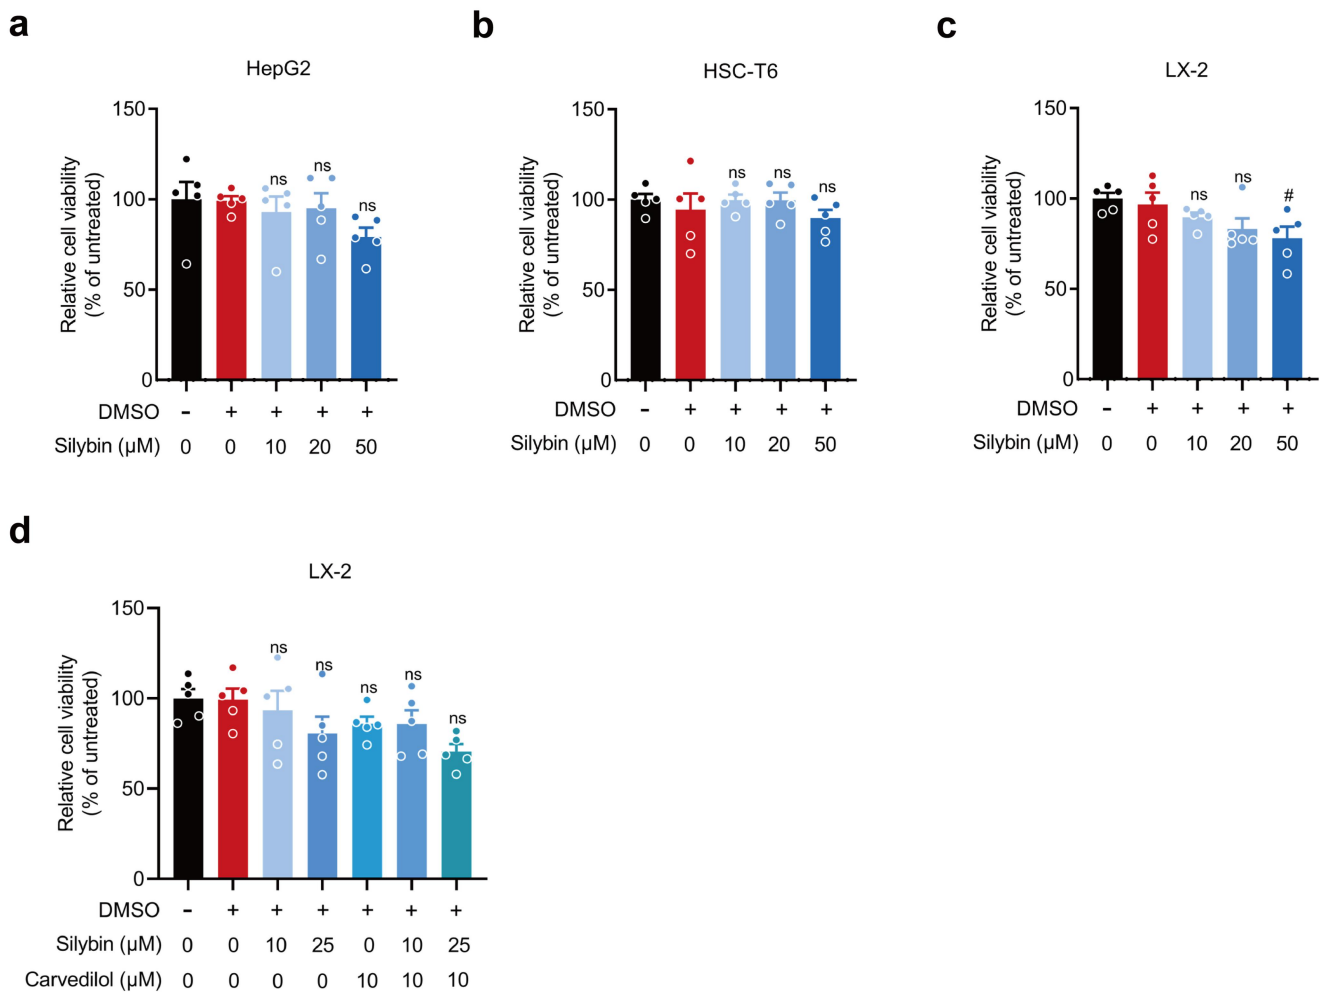 a
HepG2
Relative cell viability
(% of untreated)
150
100
50
0
ns
ns
ns
DMSO - + + + +
Silybin (μM) 0 0 10 20 50
b
HSC-T6
Relative cell viability
(% of untreated)
150
100
50
0
ns
ns
ns
DMSO - + + + +
Silybin (μM) 0 0 10 20 50
c
LX-2
Relative cell viability
(% of untreated)
150
100
50
0
ns
ns
#
DMSO - + + + +
Silybin (μM) 0 0 10 20 50
d
LX-2
Relative cell viability
(% of untreated)
150
100
50
0
ns
ns
ns
ns
ns
DMSO - + + + + + +
Silybin (μM) 0 0 10 25 0 10 25
Carvedilol (μM) 0 0 0 0 10 10 10